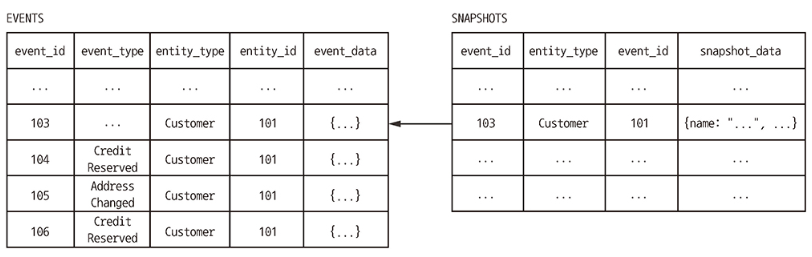 EVENTS
event_id event_type entity_type entity_id event_data
... ... ... ... ...
103 ... Customer 101 {...}
104 Credit Reserved Customer 101 {...}
105 Address Changed Customer 101 {...}
106 Credit Reserved Customer 101 {...}
SNAPSHOTS
event_id entity_type event_id snapshot_data
... ... ... ...
103 Customer 101 {name: "...", ...}
... ... ... ...
... ... ... ...